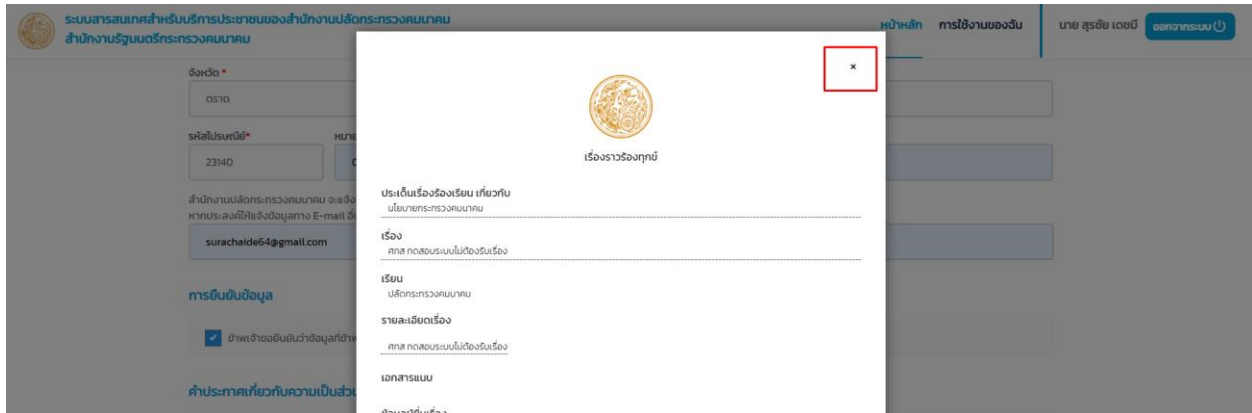 ระบบสารสนเทศสำหรับบริการประชาชนของสำนักงานปลัดกระทรวงคมนาคม
สำนักงานรัฐมนตรีกระทรวงคมนาคม
หน้าหลัก การใช้งานของฉัน นาย สุรชัย เดชมี ออกจากระบบ
จังหวัด *
ตราด
×
รหัสไปรษณีย์*
23140
เรื่องราวร้องทุกข์
ประเด็นเรื่องร้องเรียน เกี่ยวกับ
นโยบายกระทรวงคมนาคม
สำนักงานปลัดกระทรวงคมนาคม จะแจ้ง
หากประสงค์ให้แจ้งข้อมูลทาง E-mail อื่
surachaide64@gmail.com
เรื่อง
ศทส ทดสอบระบบไม่ต้องรับเรื่อง
เรียน
ปลัดกระทรวงคมนาคม
การยืนยันข้อมูล
รายละเอียดเรื่อง
ข้าพเจ้าขอยืนยันว่าข้อมูลที่ข้าพ
ศทส ทดสอบระบบไม่ต้องรับเรื่อง
เอกสารแนบ
คำประกาศเกี่ยวกับความเป็นส่วน
ข้อมูลผู้ยื่นเรื่อง